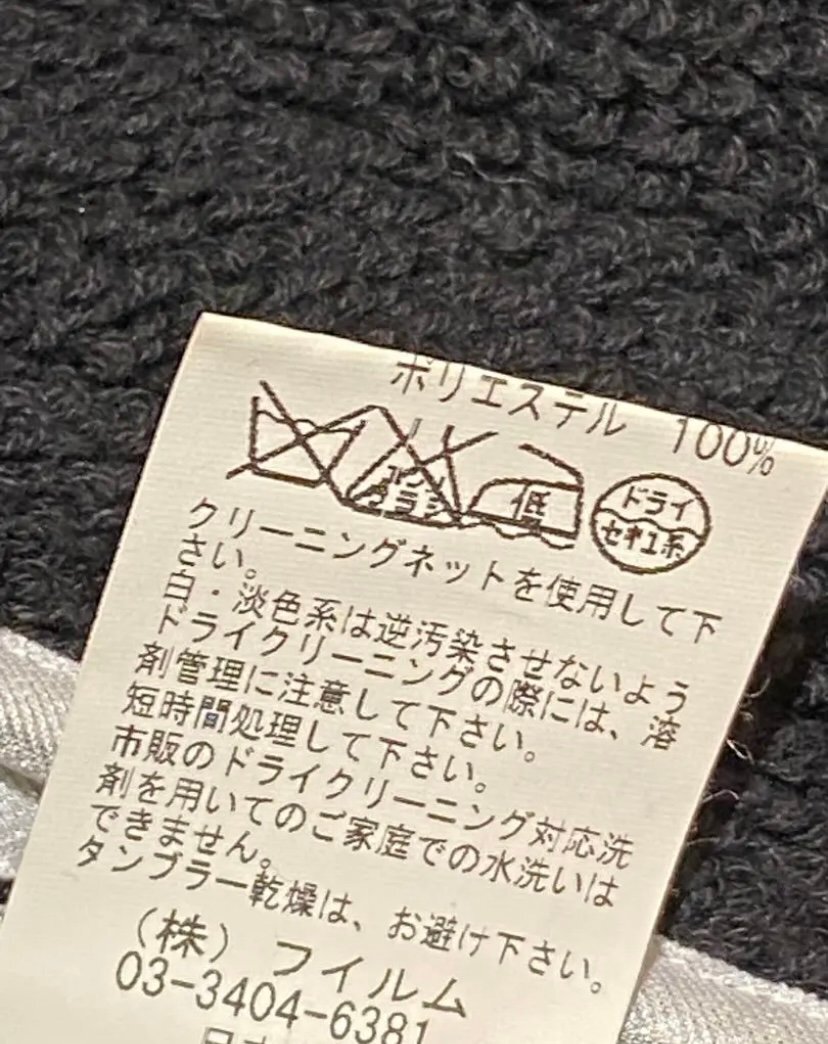 ポリエステル 100%
エンソ
サラシ
低
ドライ
セキユ系
クリーニングネットを使用して下
さい。
白・淡色系は逆汚染させないよう
ドライクリーニングの際には、溶
剤管理に注意して下さい。
短時間処理して下さい。
市販のドライクリーニング対応洗
剤を用いてのご家庭での水洗いは
できません。
タンブラー乾燥は、お避け下さい。
(株) フイルム
03-3404-6381